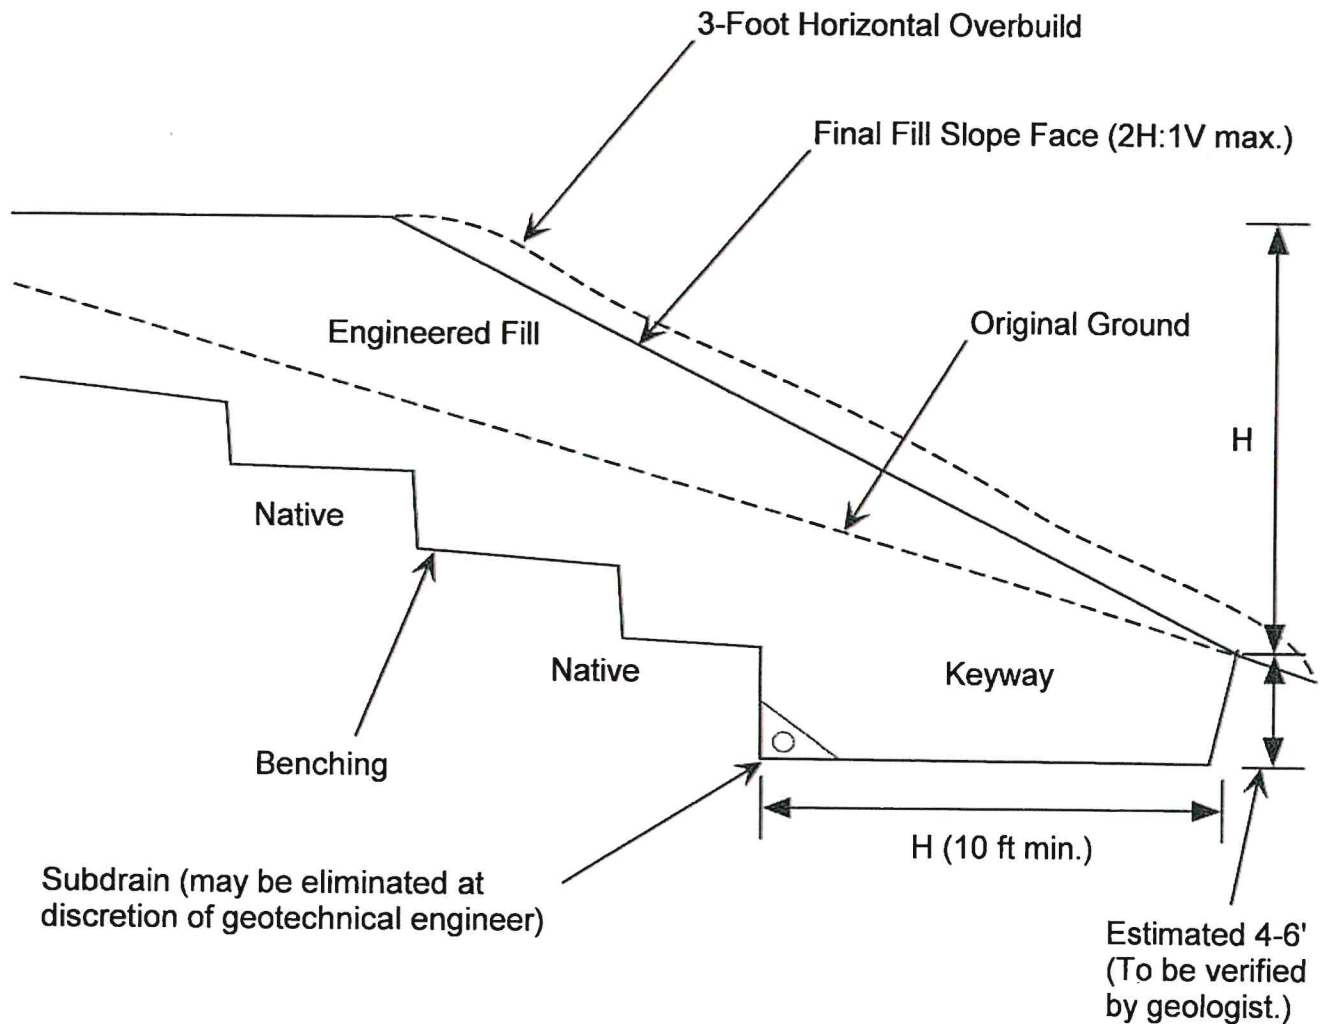 3-Foot Horizontal Overbuild
Final Fill Slope Face (2H:1V max.)
Original Ground
Engineered Fill
H
Native
Native
Keyway
Benching
H (10 ft min.)
Subdrain (may be eliminated at
discretion of geotechnical engineer)
Estimated 4-6'
(To be verified
by geologist.)